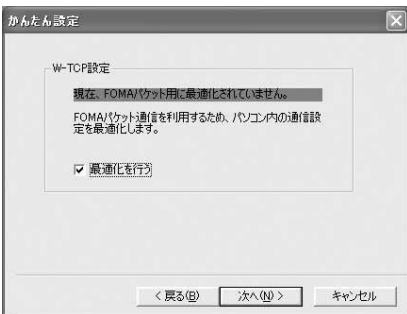 かんたん設定
W-TCP設定
現在、FOMAパケット用に最適化されていません。
FOMAパケット通信を利用するため、パソコン内の通信設
定を最適化します。
最適化を行う
< 戻る(B)
次へ(N) >
キャンセル